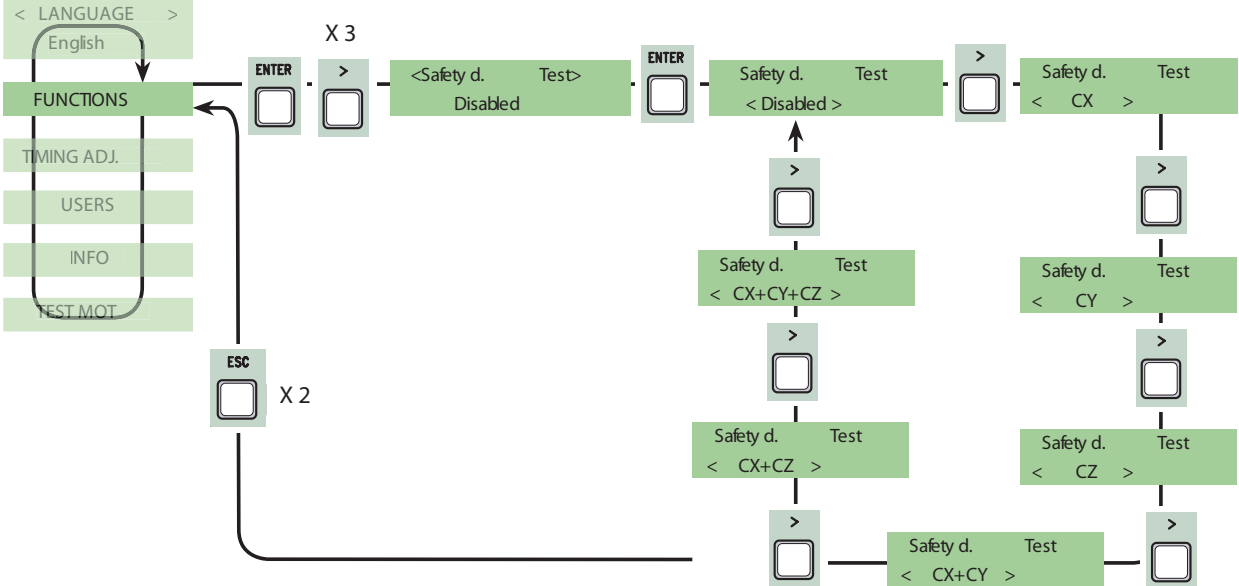 < LANGUAGE >
English
FUNCTIONS
TIMING ADJ.
USERS
INFO
TEST MOT
ENTER
X 3
>
<Safety d. Test>
Disabled
ENTER
Safety d. Test
< Disabled >
>
Safety d. Test
< CX >
>
Safety d. Test
< CY >
>
Safety d. Test
< CZ >
>
Safety d. Test
< CX+CY >
>
Safety d. Test
< CX+CZ >
>
Safety d. Test
< CX+CY+CZ >
>
ESC
X 2